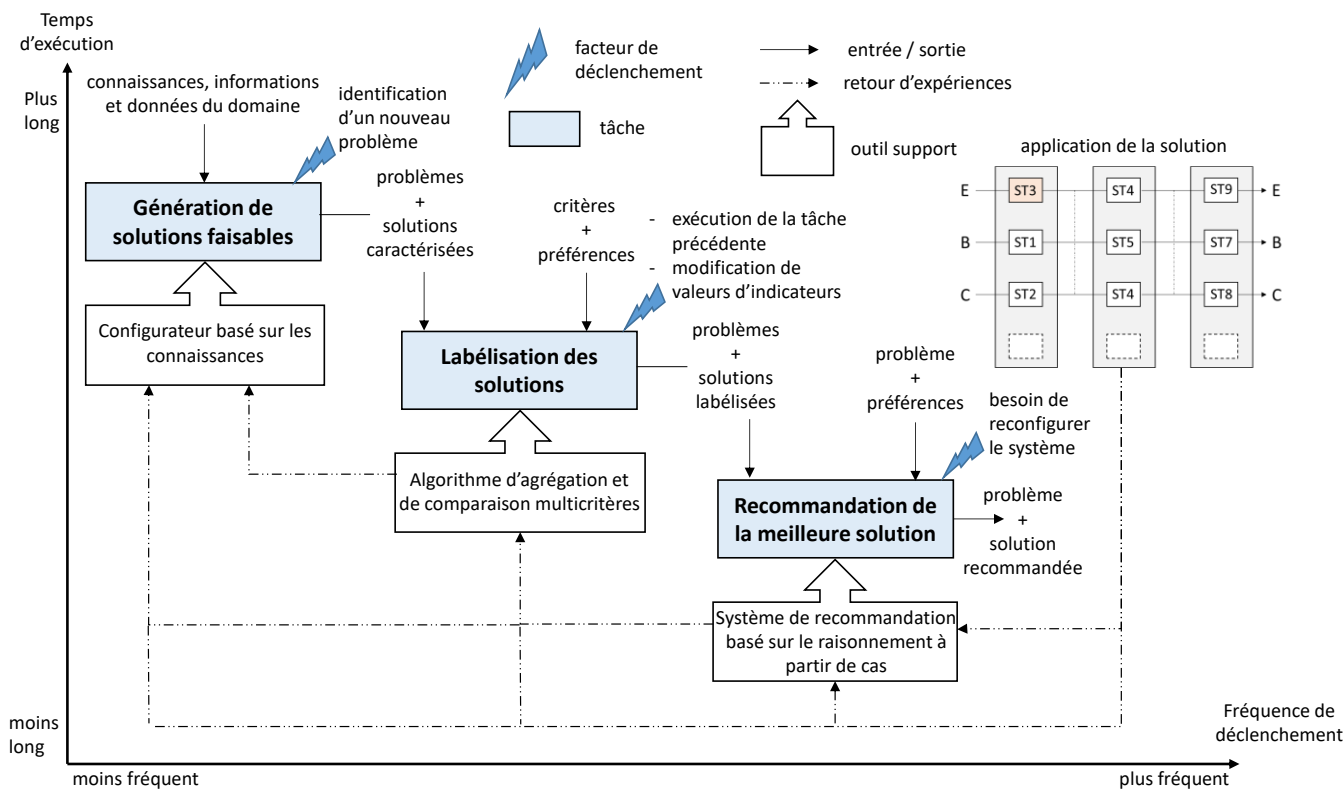 Temps
d'exécution
Plus
long
connaissances, informations
et données du domaine
identification
d'un nouveau
problème
facteur de
déclenchement
tâche
entrée / sortie
retour d'expériences
outil support
Génération de
solutions faisables
problèmes
+
solutions
caractérisées
critères
+
préférences
- exécution de la tâche
précédente
- modification de
valeurs d'indicateurs
application de la solution
E ST3 ST4 ST9 E
B ST1 ST5 ST7 B
C ST2 ST4 ST8 C
Configurateur basé sur les
connaissances
Labélisation des
solutions
problèmes
+
solutions
labélisées
problème
+
préférences
besoin de
reconfigurer
le système
Algorithme d'agrégation et
de comparaison multicritères
Recommandation de
la meilleure solution
problème
+
solution
recommandée
Système de recommandation
basé sur le raisonnement à
partir de cas
moins
long
moins fréquent
plus fréquent
Fréquence de
déclenchement